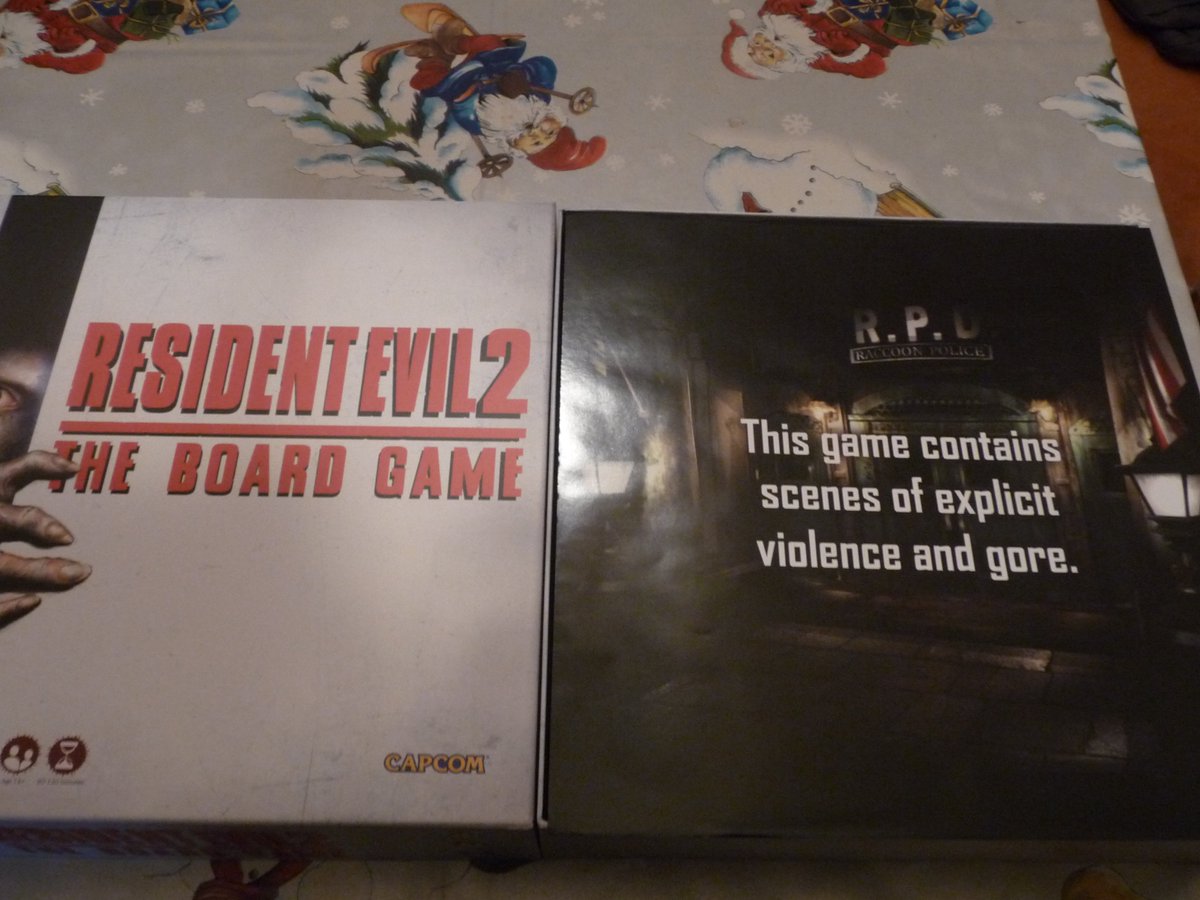 RESIDENT EVIL 2
THE BOARD GAME
CAPCOM
R.P.D
RACCOON POLICE
This game contains
scenes of explicit
violence and gore.